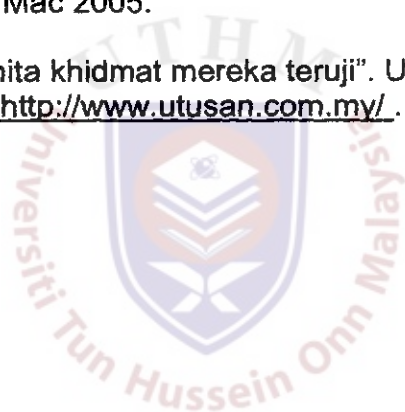 Mac 2005.
UTHM
nita khidmat mereka teruji”. U
http://www.utusan.com.my/ .
Universiti Tun Hussein Onn Malaysia